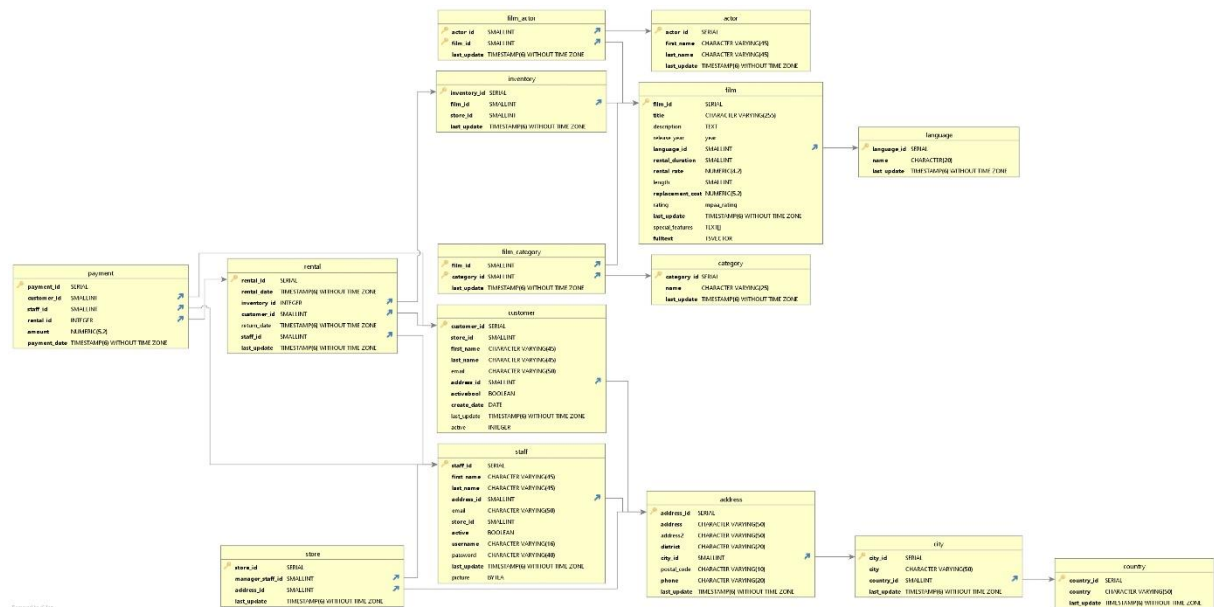 film_actor
actor_id SMALLINT
film_id SMALLINT
last_update TIMESTAMP(6) WITHOUT TIME ZONE
actor
actor_id SERIAL
first_name CHARACTER VARYING(45)
last_name CHARACTER VARYING(45)
last_update TIMESTAMP(6) WITHOUT TIME ZONE
inventory
inventory_id SERIAL
film_id SMALLINT
store_id SMALLINT
last_update TIMESTAMP(6) WITHOUT TIME ZONE
film
film_id SERIAL
title CHARACTER VARYING(255)
description TEXT
release_year year
language_id SMALLINT
rental_duration SMALLINT
rental_rate NUMERIC(4,2)
length SMALLINT
replacement_cost NUMERIC(5,2)
rating mpaa_rating
last_update TIMESTAMP(6) WITHOUT TIME ZONE
special_features TEXT[]
fulltext TSVECTOR
language
language_id SERIAL
name CHARACTER(20)
last_update TIMESTAMP(6) WITHOUT TIME ZONE
film_category
film_id SMALLINT
category_id SMALLINT
last_update TIMESTAMP(6) WITHOUT TIME ZONE
category
category_id SERIAL
name CHARACTER VARYING(25)
last_update TIMESTAMP(6) WITHOUT TIME ZONE
payment
payment_id SERIAL
customer_id SMALLINT
staff_id SMALLINT
rental_id INTEGER
amount NUMERIC(5,2)
payment_date TIMESTAMP(6) WITHOUT TIME ZONE
rental
rental_id SERIAL
rental_date TIMESTAMP(6) WITHOUT TIME ZONE
inventory_id INTEGER
customer_id SMALLINT
return_date TIMESTAMP(6) WITHOUT TIME ZONE
staff_id SMALLINT
last_update TIMESTAMP(6) WITHOUT TIME ZONE
customer
customer_id SERIAL
store_id SMALLINT
first_name CHARACTER VARYING(45)
last_name CHARACTER VARYING(45)
email CHARACTER VARYING(50)
address_id SMALLINT
activebool BOOLEAN
create_date DATE
last_update TIMESTAMP(6) WITHOUT TIME ZONE
active INTEGER
staff
staff_id SERIAL
first_name CHARACTER VARYING(45)
last_name CHARACTER VARYING(45)
address_id SMALLINT
email CHARACTER VARYING(50)
store_id SMALLINT
active BOOLEAN
username CHARACTER VARYING(16)
password CHARACTER VARYING(40)
last_update TIMESTAMP(6) WITHOUT TIME ZONE
picture BYTEA
store
store_id SERIAL
manager_staff_id SMALLINT
address_id SMALLINT
last_update TIMESTAMP(6) WITHOUT TIME ZONE
address
address_id SERIAL
address CHARACTER VARYING(50)
address2 CHARACTER VARYING(50)
district CHARACTER VARYING(20)
city_id SMALLINT
postal_code CHARACTER VARYING(10)
phone CHARACTER VARYING(20)
last_update TIMESTAMP(6) WITHOUT TIME ZONE
city
city_id SERIAL
city CHARACTER VARYING(50)
country_id SMALLINT
last_update TIMESTAMP(6) WITHOUT TIME ZONE
country
country_id SERIAL
country CHARACTER VARYING(50)
last_update TIMESTAMP(6) WITHOUT TIME ZONE